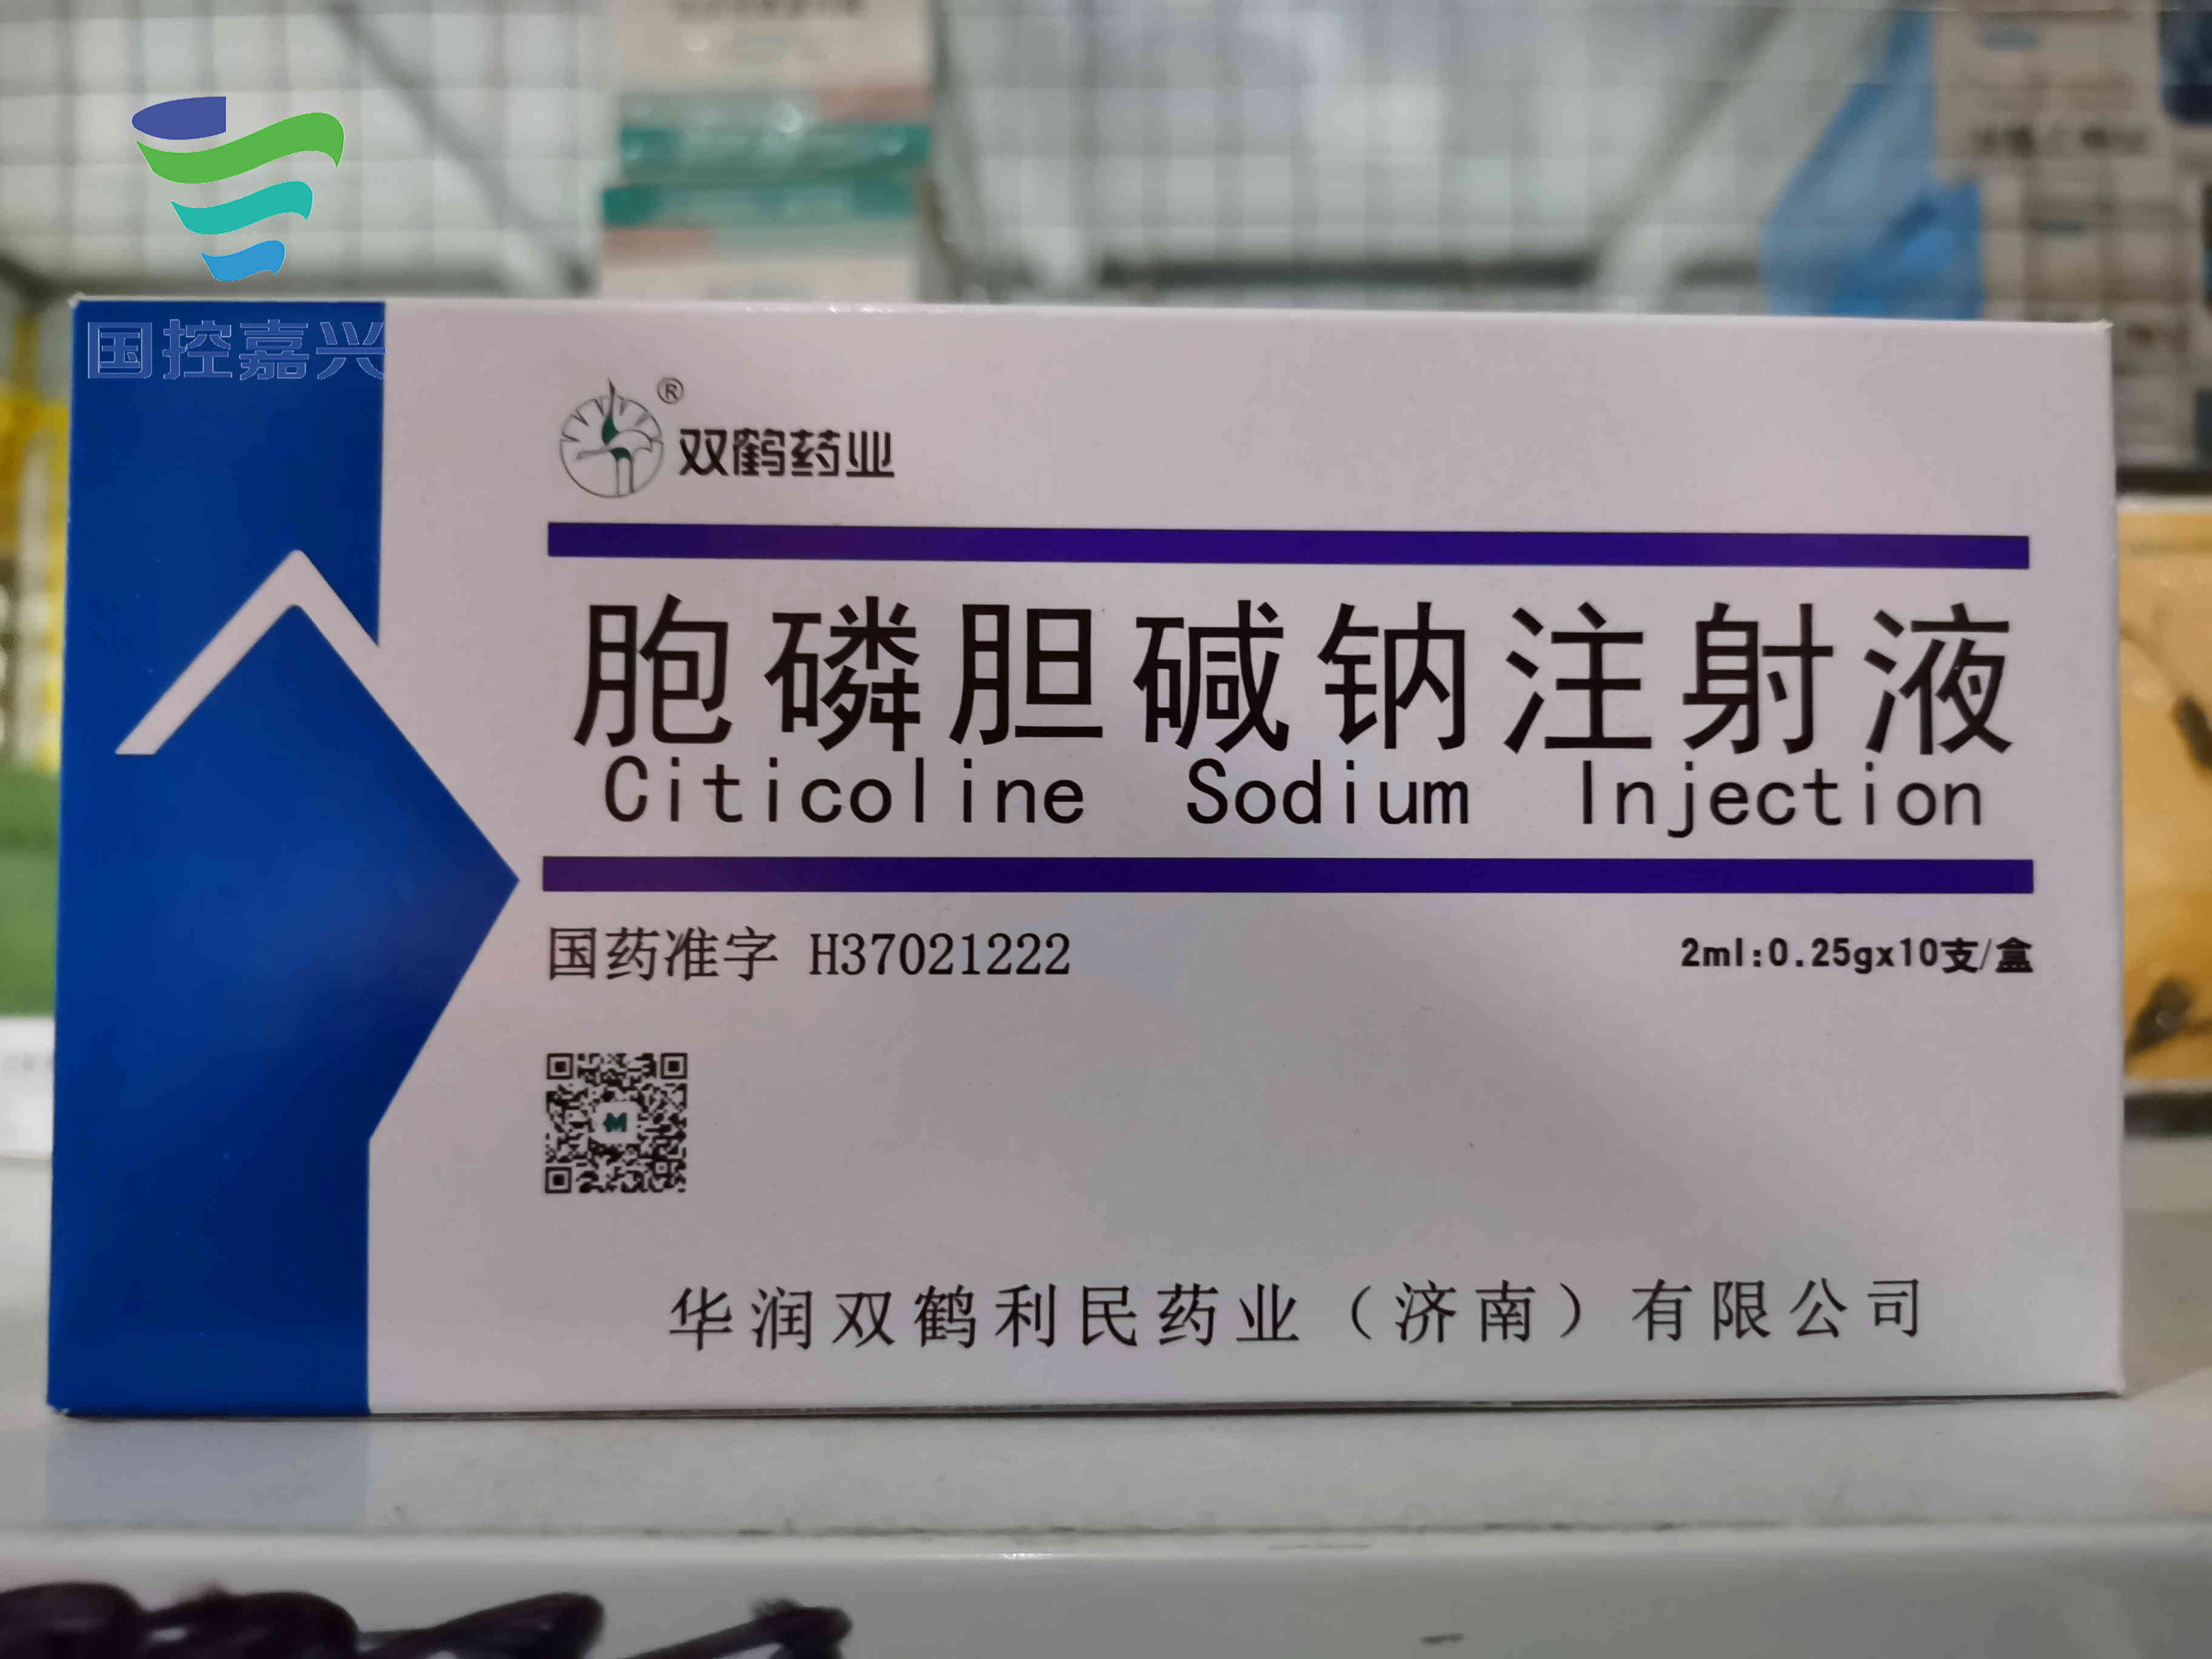 国控嘉兴
®
双鹤药业
胞磷胆碱钠注射液
Citicoline Sodium Injection
国药准字 H37021222
2ml:0.25gx10支/盒
华润双鹤利民药业（济南）有限公司